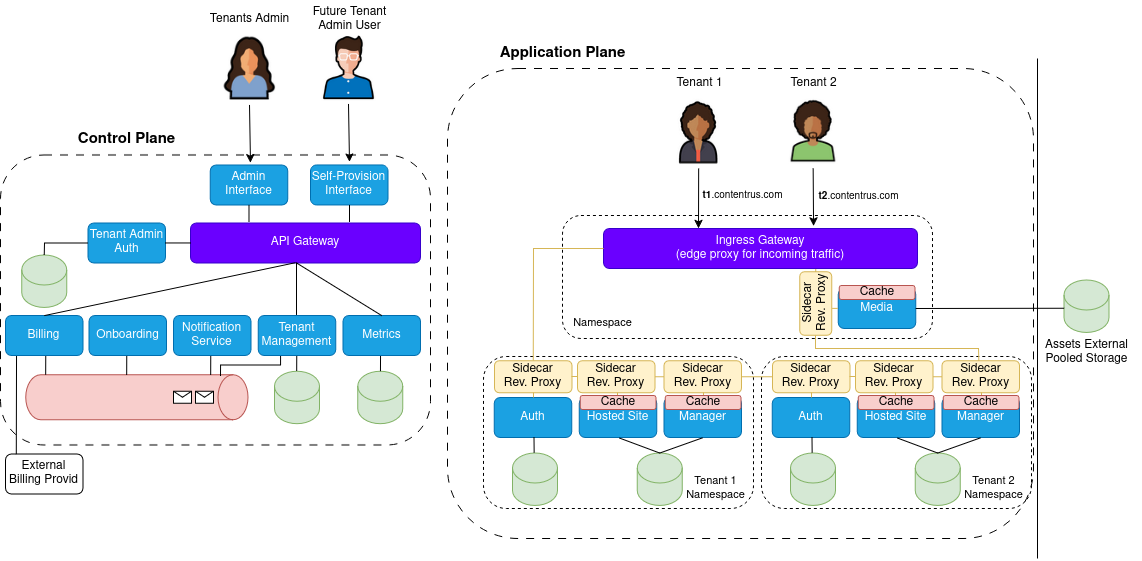 Tenants Admin
Future Tenant
Admin User
Control Plane
Admin
Interface
Self-Provision
Interface
Tenant Admin
Auth
API Gateway
Billing
Onboarding
Notification
Service
Tenant
Management
Metrics
External
Billing Provid
Application Plane
Tenant 1
Tenant 2
t1.contentrus.com
t2.contentrus.com
Ingress Gateway
(edge proxy for incoming traffic)
Sidecar
Rev. Proxy
Cache
Media
Namespace
Assets External
Pooled Storage
Sidecar
Rev. Proxy
Sidecar
Rev. Proxy
Sidecar
Rev. Proxy
Auth
Cache
Hosted Site
Cache
Manager
Tenant 1
Namespace
Sidecar
Rev. Proxy
Sidecar
Rev. Proxy
Sidecar
Rev. Proxy
Auth
Cache
Hosted Site
Cache
Manager
Tenant 2
Namespace